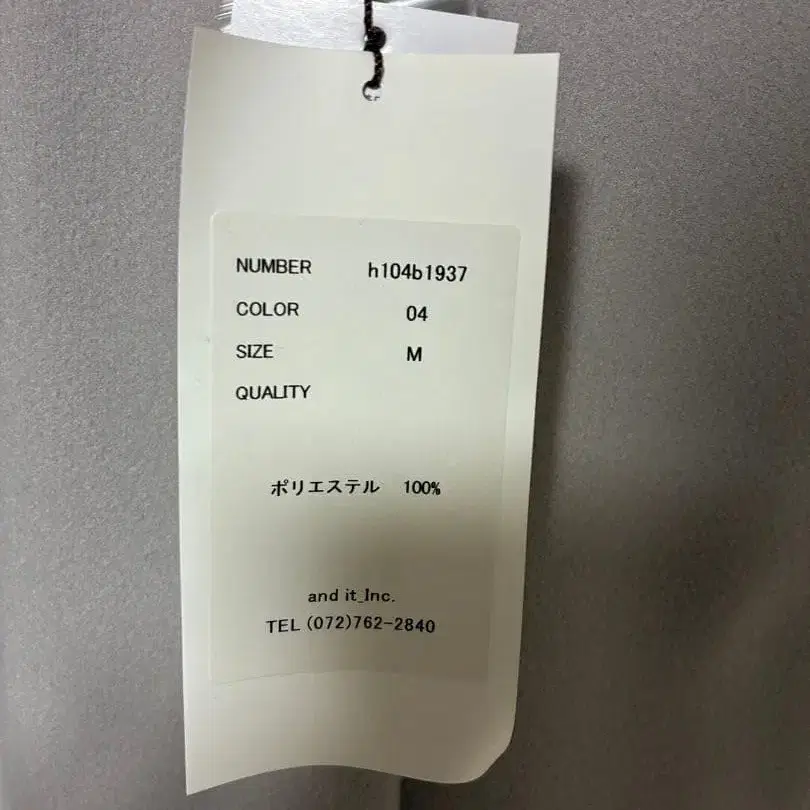 NUMBER h104b1937
COLOR 04
SIZE M
QUALITY
ポリエステル 100%
and it_Inc.
TEL (072)762-2840